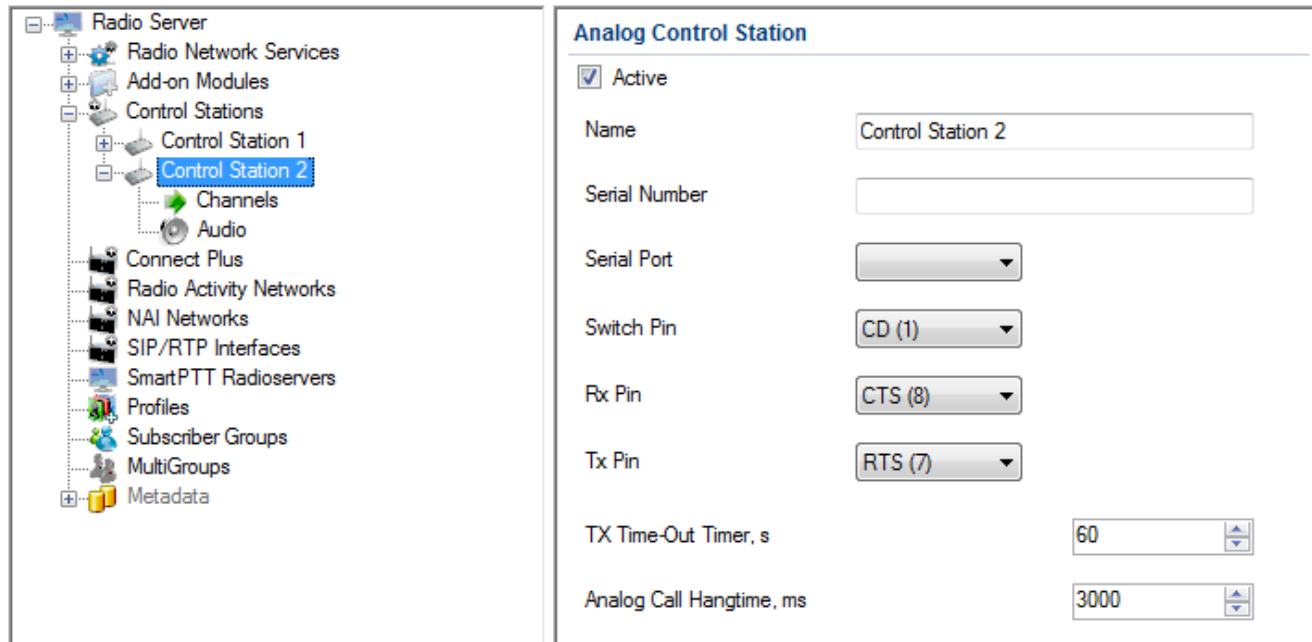 Radio Server
Radio Network Services
Add-on Modules
Control Stations
Control Station 1
Control Station 2
Channels
Audio
Connect Plus
Radio Activity Networks
NAI Networks
SIP/RTP Interfaces
SmartPTT Radioservers
Profiles
Subscriber Groups
MultiGroups
Metadata
Analog Control Station
Active
Name Control Station 2
Serial Number
Serial Port
Switch Pin CD (1)
Rx Pin CTS (8)
Tx Pin RTS (7)
TX Time-Out Timer, s 60
Analog Call Hangtime, ms 3000